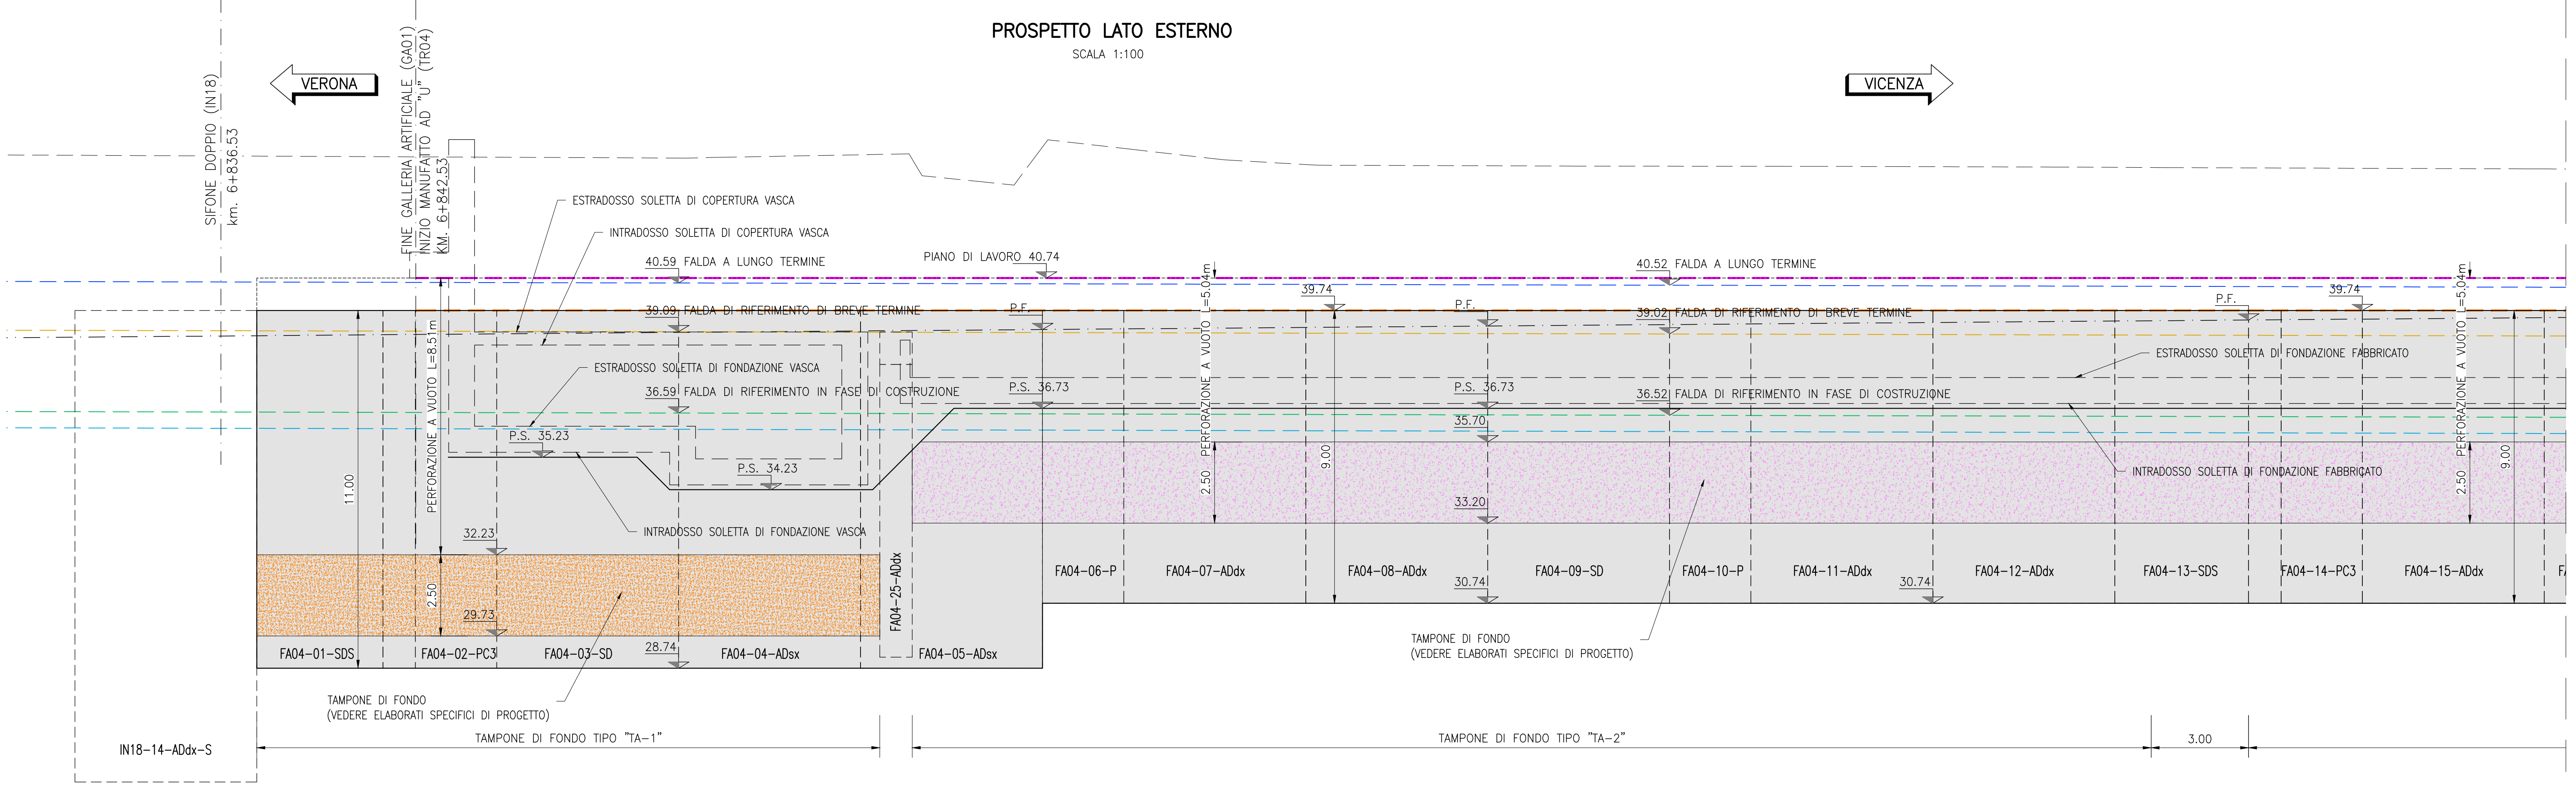 PROSPETTO LATO ESTERNO
SCALA 1:100
VERONA
VICENZA
SIFONE DOPPIO (IN18)
km. 6+836.53
FINE GALLERIA ARTIFICIALE (GA01)
INIZIO MANUFATTO AD "U" (TR04)
KM. 6+842.53
ESTRADOSSO SOLETTA DI COPERTURA VASCA
INTRADOSSO SOLETTA DI COPERTURA VASCA
40.59 FALDA A LUNGO TERMINE
PIANO DI LAVORO 40.74
40.52 FALDA A LUNGO TERMINE
39.74
39.74
39.09 FALDA DI RIFERIMENTO DI BREVE TERMINE
P.F.
P.F.
39.02 FALDA DI RIFERIMENTO DI BREVE TERMINE
P.F.
ESTRADOSSO SOLETTA DI FONDAZIONE VASCA
ESTRADOSSO SOLETTA DI FONDAZIONE FABBRICATO
36.59 FALDA DI RIFERIMENTO IN FASE DI COSTRUZIONE
P.S. 36.73
P.S. 36.73
36.52 FALDA DI RIFERIMENTO IN FASE DI COSTRUZIONE
35.70
P.S. 35.23
P.S. 34.23
INTRADOSSO SOLETTA DI FONDAZIONE FABBRICATO
11.00
PERFORAZIONE A VUOTO L=8.51m
2.50
PERFORAZIONE A VUOTO L=5.04m
2.50
9.00
PERFORAZIONE A VUOTO L=5.04m
2.50
9.00
33.20
INTRADOSSO SOLETTA DI FONDAZIONE VASCA
32.23
29.73
28.74
30.74
30.74
FA04-25-ADdx
FA04-06-P
FA04-07-ADdx
FA04-08-ADdx
FA04-09-SD
FA04-10-P
FA04-11-ADdx
FA04-12-ADdx
FA04-13-SDS
FA04-14-PC3
FA04-15-ADdx
FA04-01-SDS
FA04-02-PC3
FA04-03-SD
FA04-04-ADsx
FA04-05-ADsx
TAMPONE DI FONDO
(VEDERE ELABORATI SPECIFICI DI PROGETTO)
TAMPONE DI FONDO
(VEDERE ELABORATI SPECIFICI DI PROGETTO)
IN18-14-ADdx-S
TAMPONE DI FONDO TIPO "TA-1"
TAMPONE DI FONDO TIPO "TA-2"
3.00